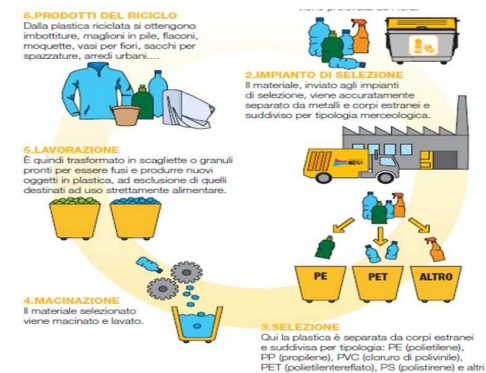 6.PRODOTTI DEL RICICLO
Dalla plastica riciclata si ottengono
imbottiture, maglioni in pile, flaconi,
moquette, vasi per fiori, sacchi per
spazzature, arredi urbani....
2.IMPIANTO DI SELEZIONE
Il materiale, inviato agli impianti
di selezione, viene accuratamente
separato da metalli e corpi estranei e
suddiviso per tipologia merceologica.
5.LAVORAZIONE
È quindi trasformato in scagliette o granuli
pronti per essere fusi e produrre nuovi
oggetti in plastica, ad esclusione di quelli
destinati ad uso strettamente alimentare.
PE
PET
ALTRO
4.MACINAZIONE
Il materiale selezionato
viene macinato e lavato.
3.SELEZIONE
Qui la plastica è separata da corpi estranei
e suddivisa per tipologia: PE (polietilene),
PP (propilene), PVC (cloruro di polivinile),
PET (polietilentereflato), PS (polistirene) e altri